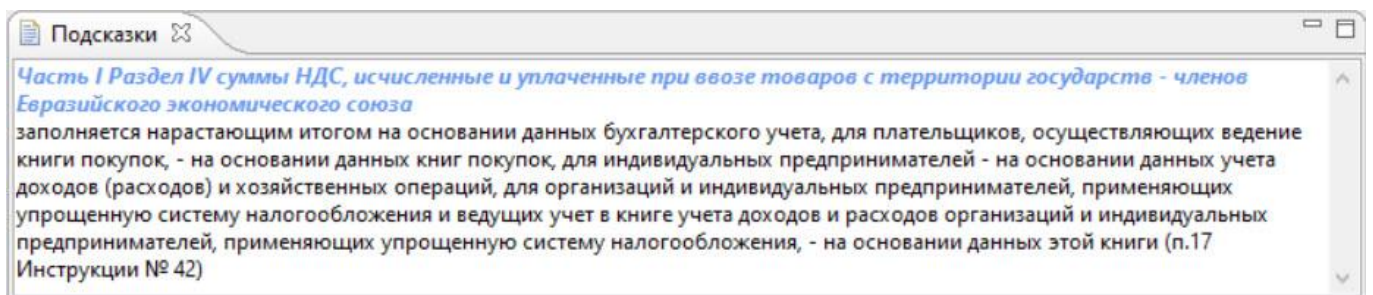 Подсказки
Часть I Раздел IV суммы НДС, исчисленные и уплаченные при ввозе товаров с территории государств - членов
Евразийского экономического союза
заполняется нарастающим итогом на основании данных бухгалтерского учета, для плательщиков, осуществляющих ведение
книги покупок, - на основании данных книг покупок, для индивидуальных предпринимателей - на основании данных учета
доходов (расходов) и хозяйственных операций, для организаций и индивидуальных предпринимателей, применяющих
упрощенную систему налогообложения и ведущих учет в книге учета доходов и расходов организаций и индивидуальных
предпринимателей, применяющих упрощенную систему налогообложения, - на основании данных этой книги (п.17
Инструкции № 42)